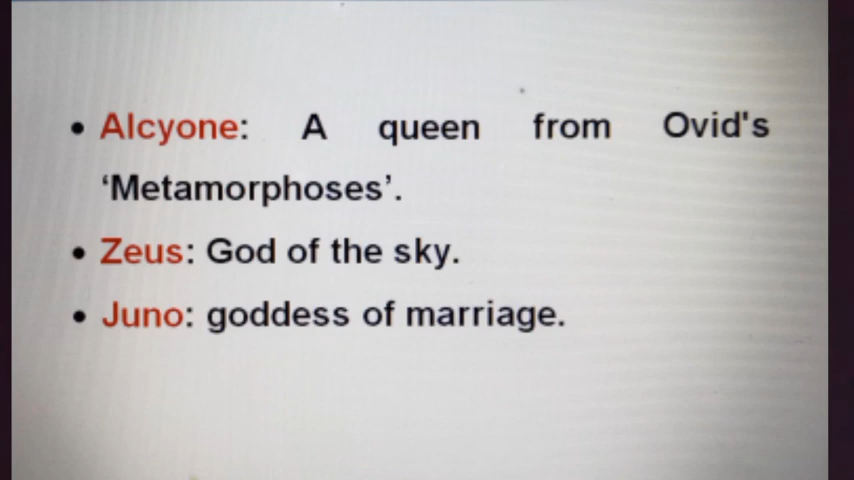 • Alcyone: A queen from Ovid's
‘Metamorphoses’.
• Zeus: God of the sky.
• Juno: goddess of marriage.